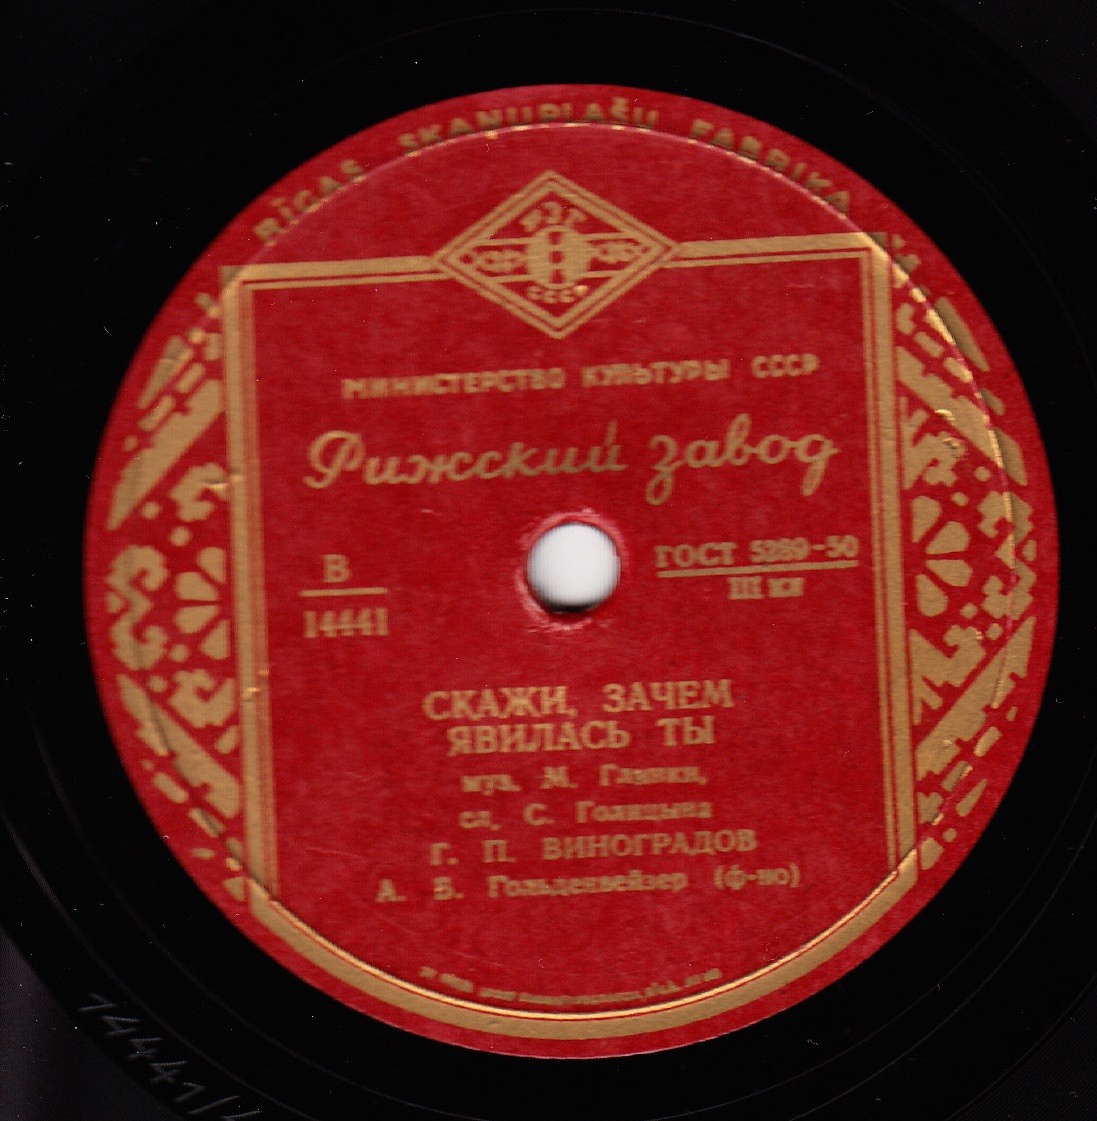 RĪGAS SKAŅUPLAŠU FABRIKA
СССР
МИНИСТЕРСТВО КУЛЬТУРЫ СССР
Рижский завод
В
14441
ГОСТ 5289-50
III кл
СКАЖИ, ЗАЧЕМ
ЯВИЛАСЬ ТЫ
муз. М. Глинки,
сл. С. Голицына
Г. П. ВИНОГРАДОВ
А. Б. Гольденвейзер (ф-но)